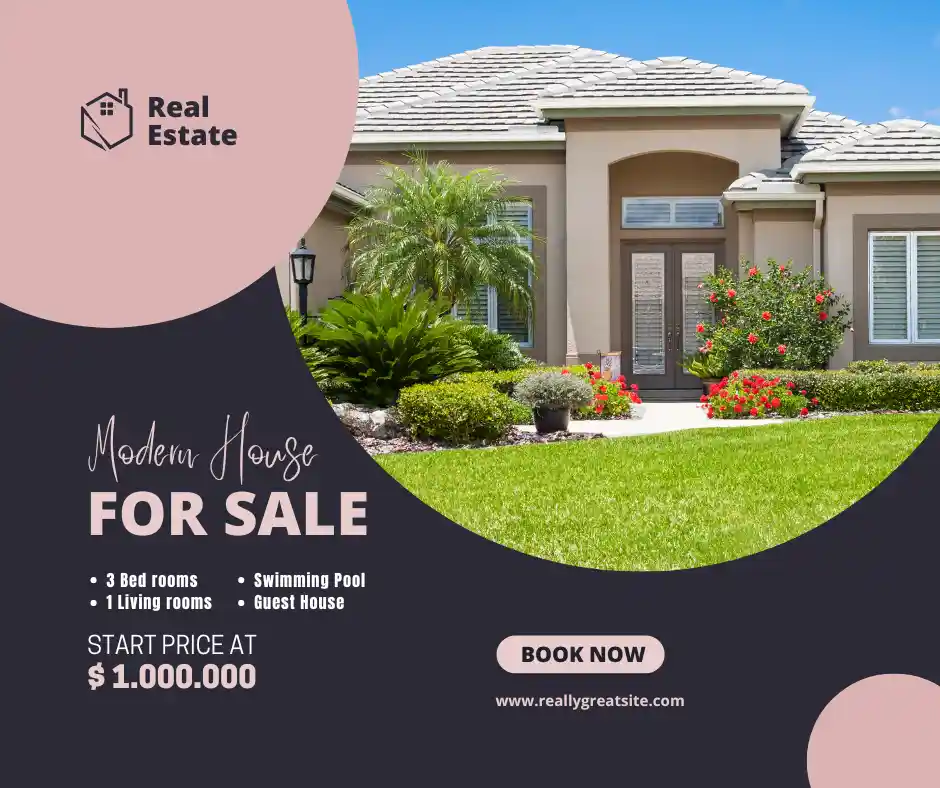 Real
Estate
Modern House
FOR SALE
• 3 Bed rooms
• 1 Living rooms
• Swimming Pool
• Guest House
START PRICE AT
$ 1.000.000
BOOK NOW
www.reallygreatsite.com